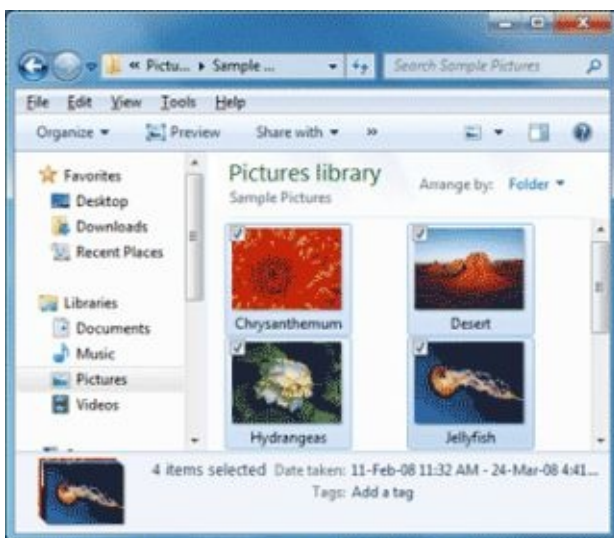 « Pictu... ▸ Sample ...
Search Sample Pictures
File Edit View Tools Help
Organize Preview Share with »
Favorites
Desktop
Downloads
Recent Places
Libraries
Documents
Music
Pictures
Videos
Pictures library
Sample Pictures
Arrange by: Folder
Chrysanthemum
Desert
Hydrangeas
Jellyfish
4 items selected Date taken: 11-Feb-08 11:32 AM - 24-Mar-08 4:41...
Tags: Add a tag